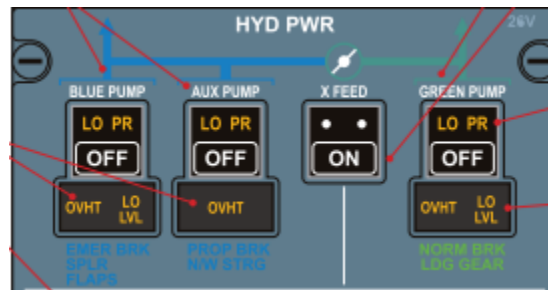 HYD PWR
26V
BLUE PUMP AUX PUMP X FEED GREEN PUMP
LO PR LO PR LO PR
OFF OFF ON OFF
OVHT LO LVL OVHT OVHT LO LVL
EMER BRK PROP BRK NORM BRK
SPLR N/W STRG LDG GEAR
FLAPS